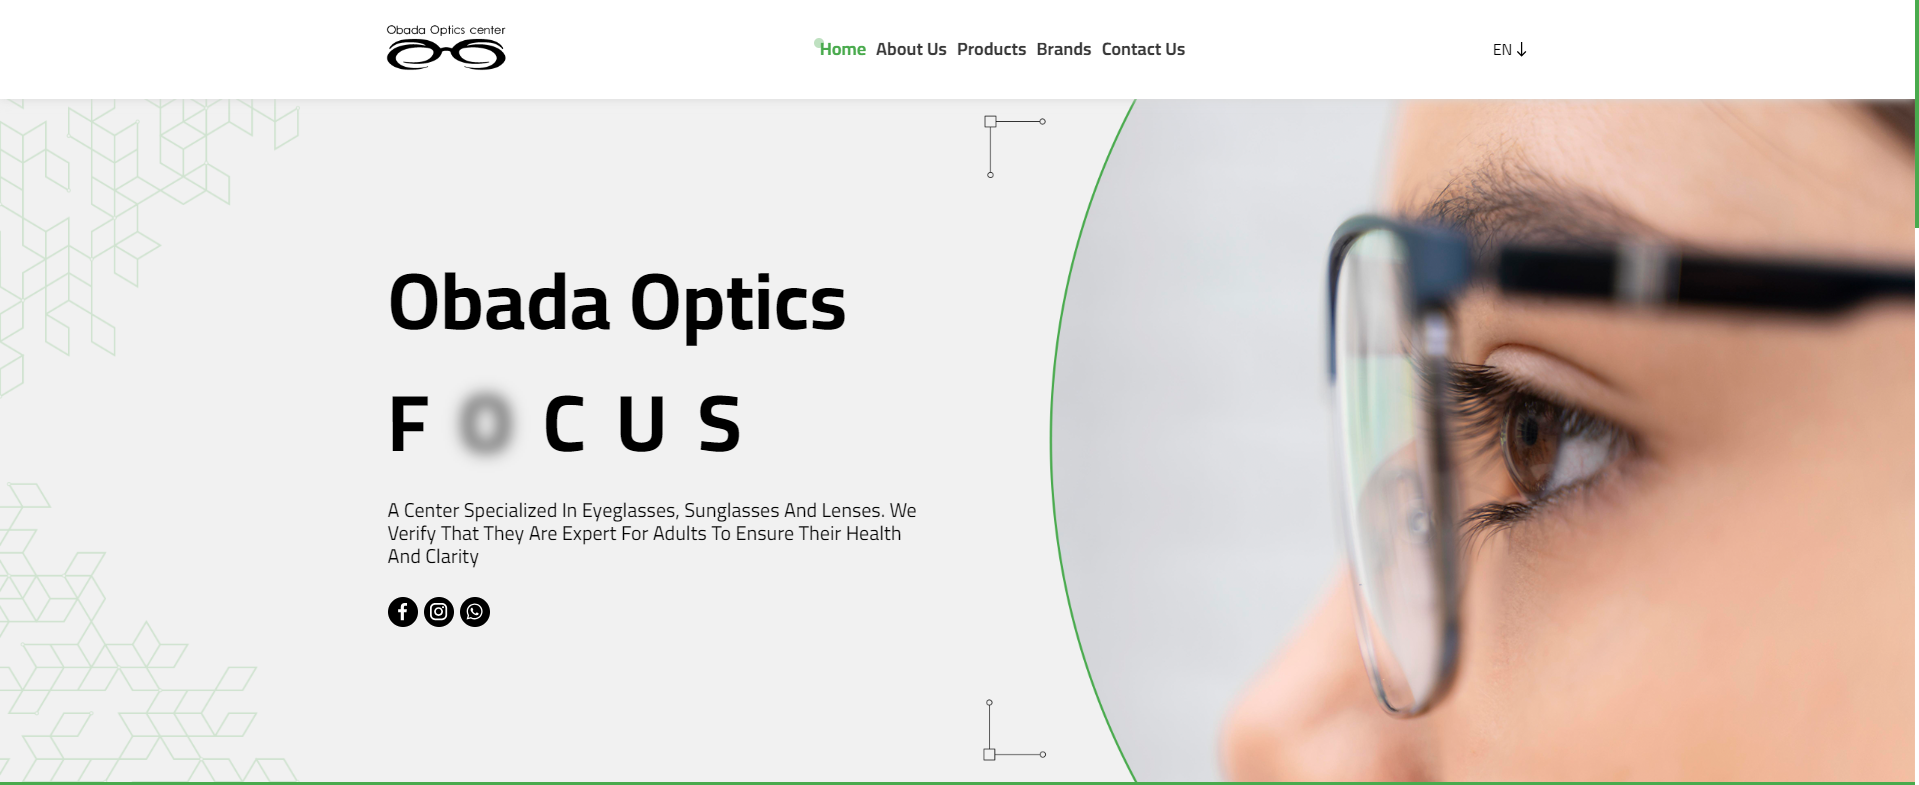 Obada Optics center
Home About Us Products Brands Contact Us
EN
Obada Optics
F O C U S
A Center Specialized In Eyeglasses, Sunglasses And Lenses. We
Verify That They Are Expert For Adults To Ensure Their Health
And Clarity